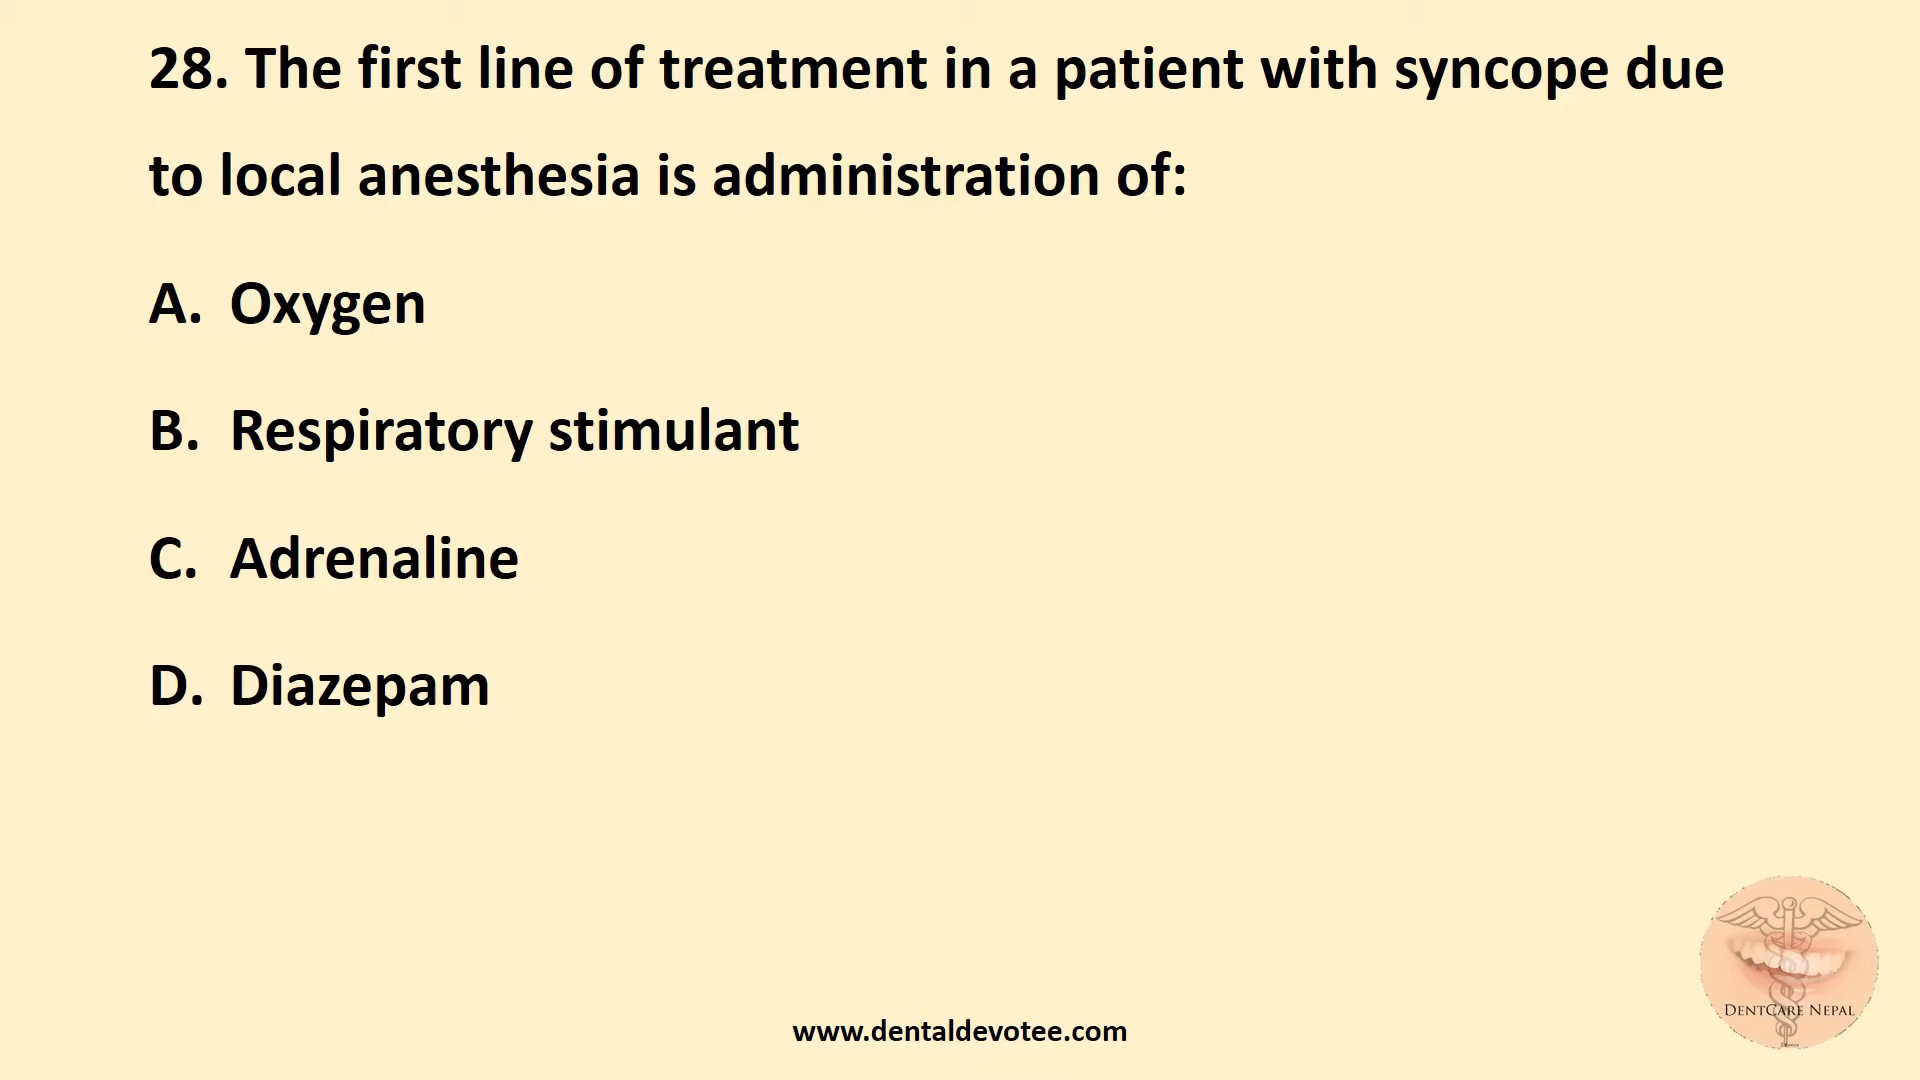 28. The first line of treatment in a patient with syncope due
to local anesthesia is administration of:
A. Oxygen
B. Respiratory stimulant
C. Adrenaline
D. Diazepam
DENTCARE NEPAL
www.dentaldevotee.com